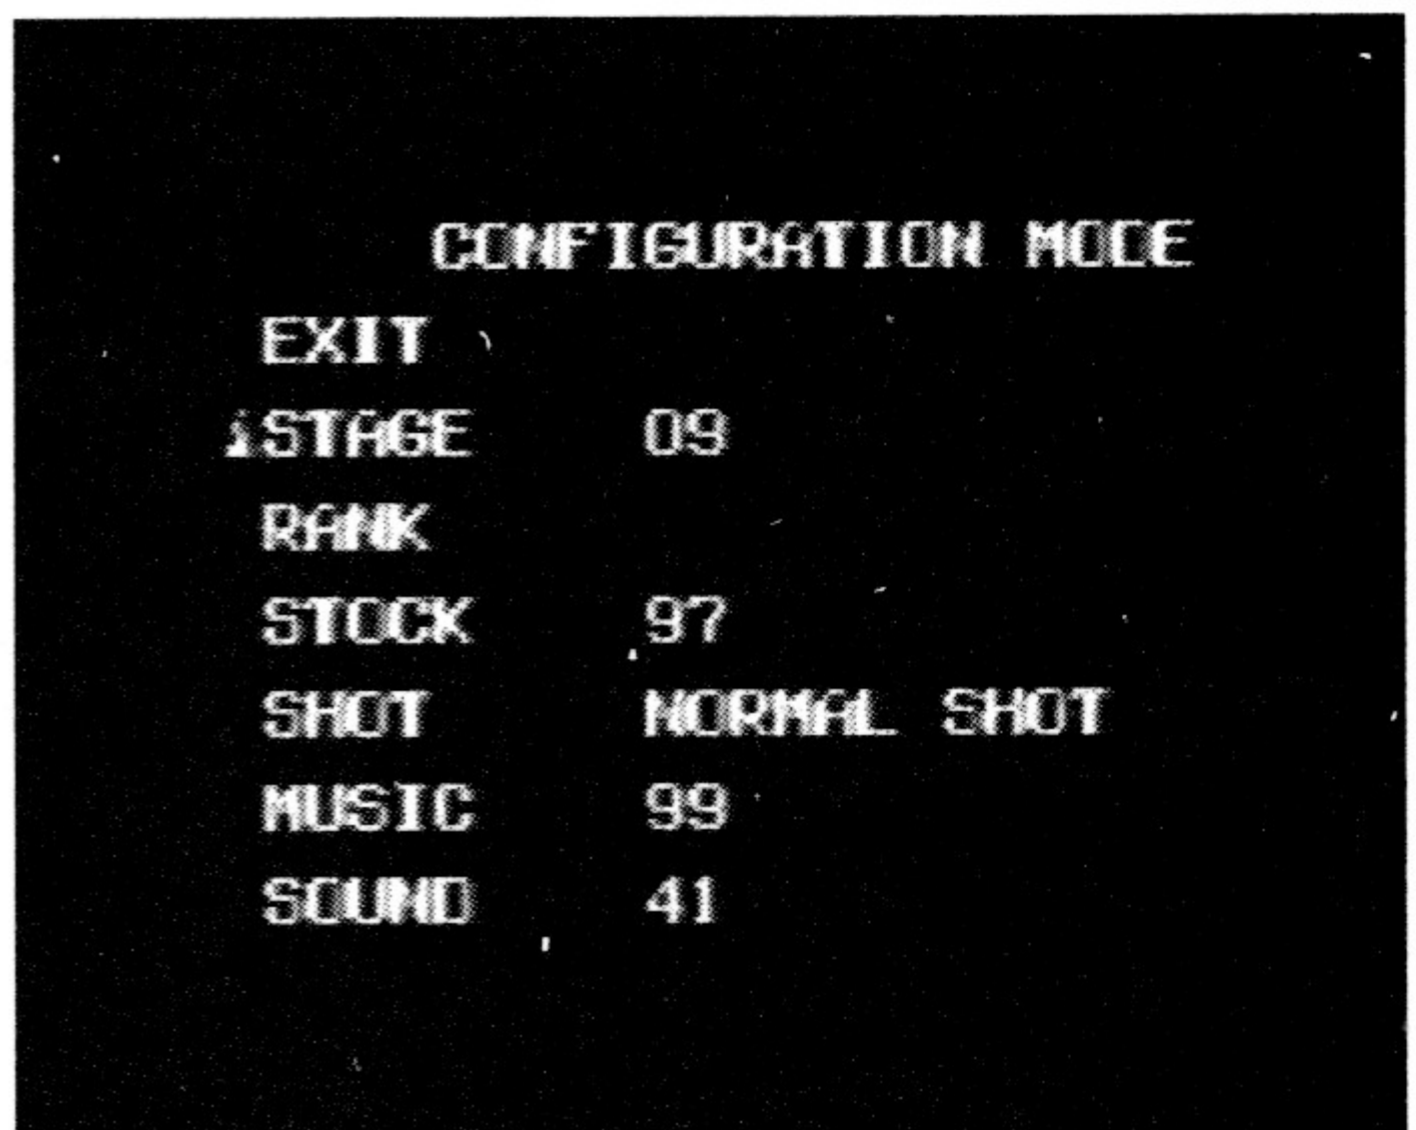 CONFIGURATION MODE
EXIT
STAGE 09
RANK
STOCK 97
SHOT NORMAL SHOT
MUSIC 99
SOUND 41